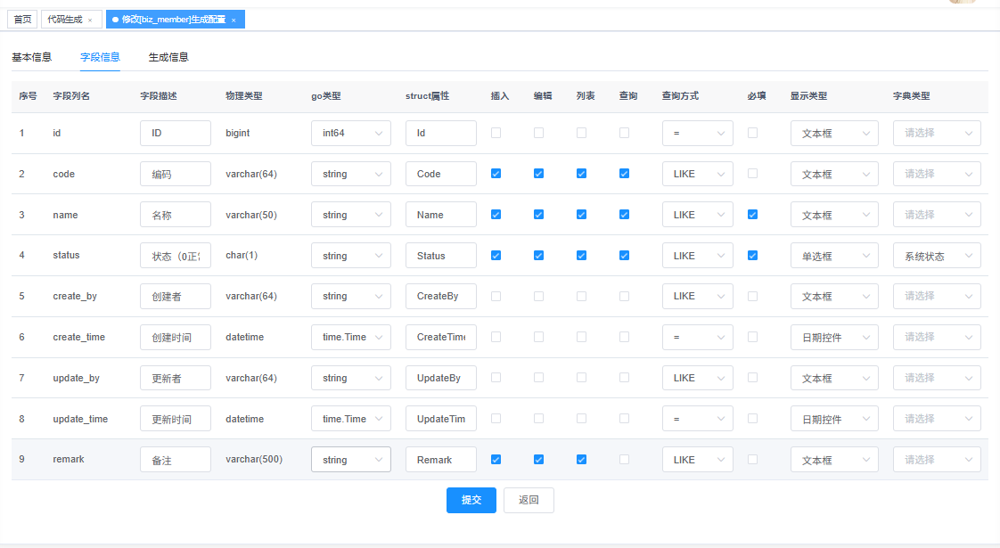 首页 代码生成 × 修改[biz_member]生成配置 ×
基本信息 字段信息 生成信息
序号 字段列名 字段描述 物理类型 go类型 struct属性 插入 编辑 列表 查询 查询方式 必填 显示类型 字典类型
1 id ID bigint int64 Id = 文本框 请选择
2 code 编码 varchar(64) string Code LIKE 文本框 请选择
3 name 名称 varchar(50) string Name LIKE 文本框 请选择
4 status 状态（0正 char(1) string Status LIKE 单选框 系统状态
5 create_by 创建者 varchar(64) string CreateBy LIKE 文本框 请选择
6 create_time 创建时间 datetime time.Time CreateTime = 日期控件 请选择
7 update_by 更新者 varchar(64) string UpdateBy LIKE 文本框 请选择
8 update_time 更新时间 datetime time.Time UpdateTim = 日期控件 请选择
9 remark 备注 varchar(500) string Remark LIKE 文本框 请选择
提交 返回